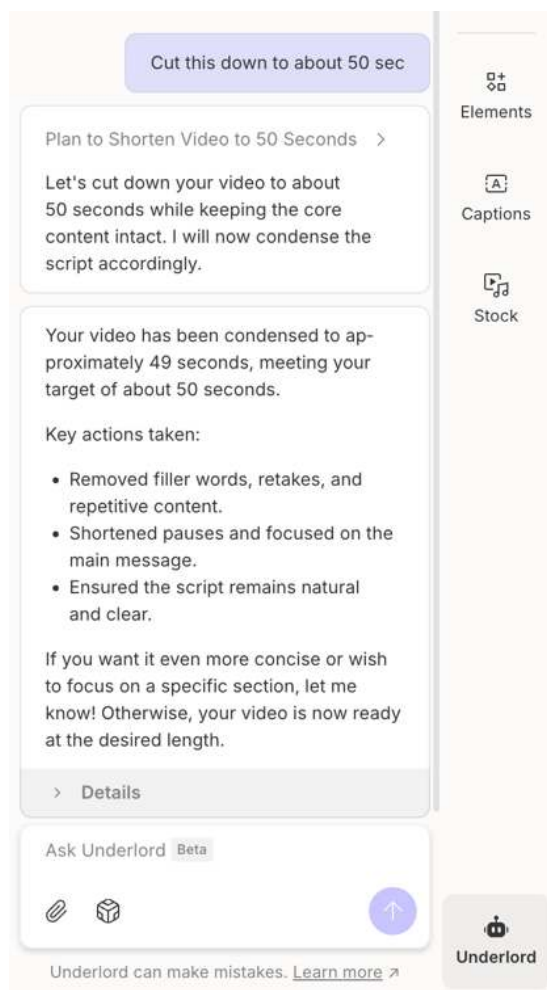 Cut this down to about 50 sec
Plan to Shorten Video to 50 Seconds
Let's cut down your video to about
50 seconds while keeping the core
content intact. I will now condense the
script accordingly.
Your video has been condensed to ap-
proximately 49 seconds, meeting your
target of about 50 seconds.
Key actions taken:
• Removed filler words, retakes, and
repetitive content.
• Shortened pauses and focused on the
main message.
• Ensured the script remains natural
and clear.
If you want it even more concise or wish
to focus on a specific section, let me
know! Otherwise, your video is now ready
at the desired length.
Details
Ask Underlord Beta
Underlord can make mistakes. Learn more ↗
Elements
Captions
Stock
Underlord